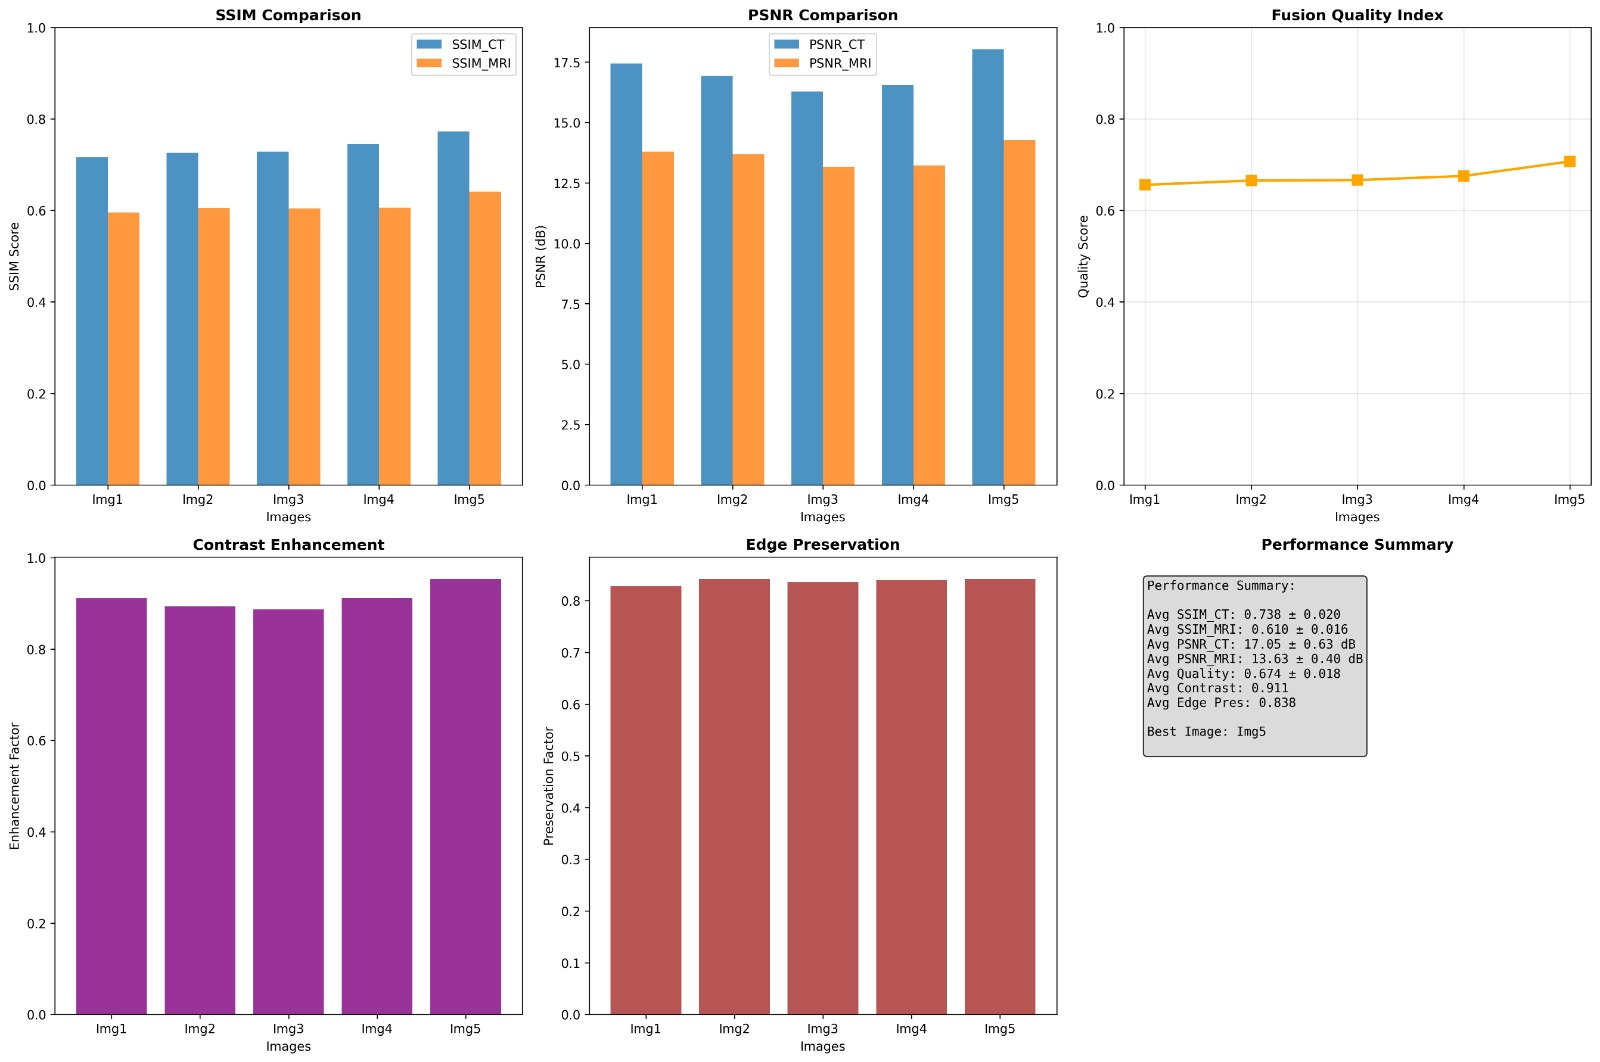 SSIM Comparison
1.0
0.8
0.6
0.4
0.2
0.0
SSIM Score
SSIM_CT
SSIM_MRI
Img1 Img2 Img3 Img4 Img5
Images
PSNR Comparison
17.5
15.0
12.5
10.0
7.5
5.0
2.5
0.0
PSNR (dB)
PSNR_CT
PSNR_MRI
Img1 Img2 Img3 Img4 Img5
Images
Fusion Quality Index
1.0
0.8
0.6
0.4
0.2
0.0
Quality Score
Img1 Img2 Img3 Img4 Img5
Images
Contrast Enhancement
1.0
0.8
0.6
0.4
0.2
0.0
Enhancement Factor
Img1 Img2 Img3 Img4 Img5
Images
Edge Preservation
0.8
0.7
0.6
0.5
0.4
0.3
0.2
0.1
0.0
Preservation Factor
Img1 Img2 Img3 Img4 Img5
Images
Performance Summary
Performance Summary:
Avg SSIM_CT: 0.738 ± 0.020
Avg SSIM_MRI: 0.610 ± 0.016
Avg PSNR_CT: 17.05 ± 0.63 dB
Avg PSNR_MRI: 13.63 ± 0.40 dB
Avg Quality: 0.674 ± 0.018
Avg Contrast: 0.911
Avg Edge Pres: 0.838
Best Image: Img5